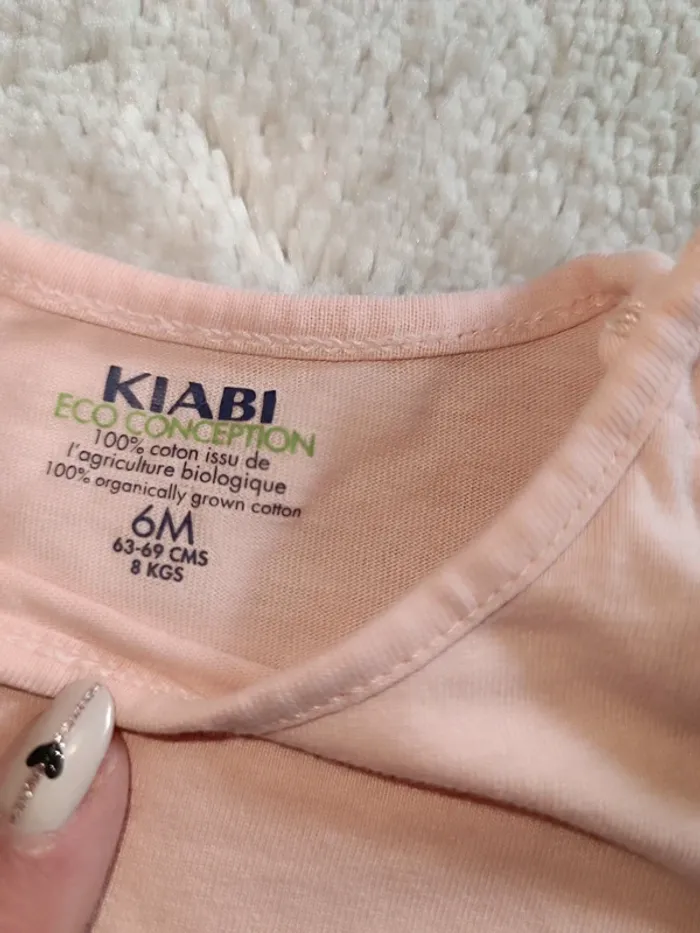 KIABI
ECO CONCEPTION
100% coton issu de
l'agriculture biologique
100% organically grown cotton
6M
63-69 CMS
8 KGS